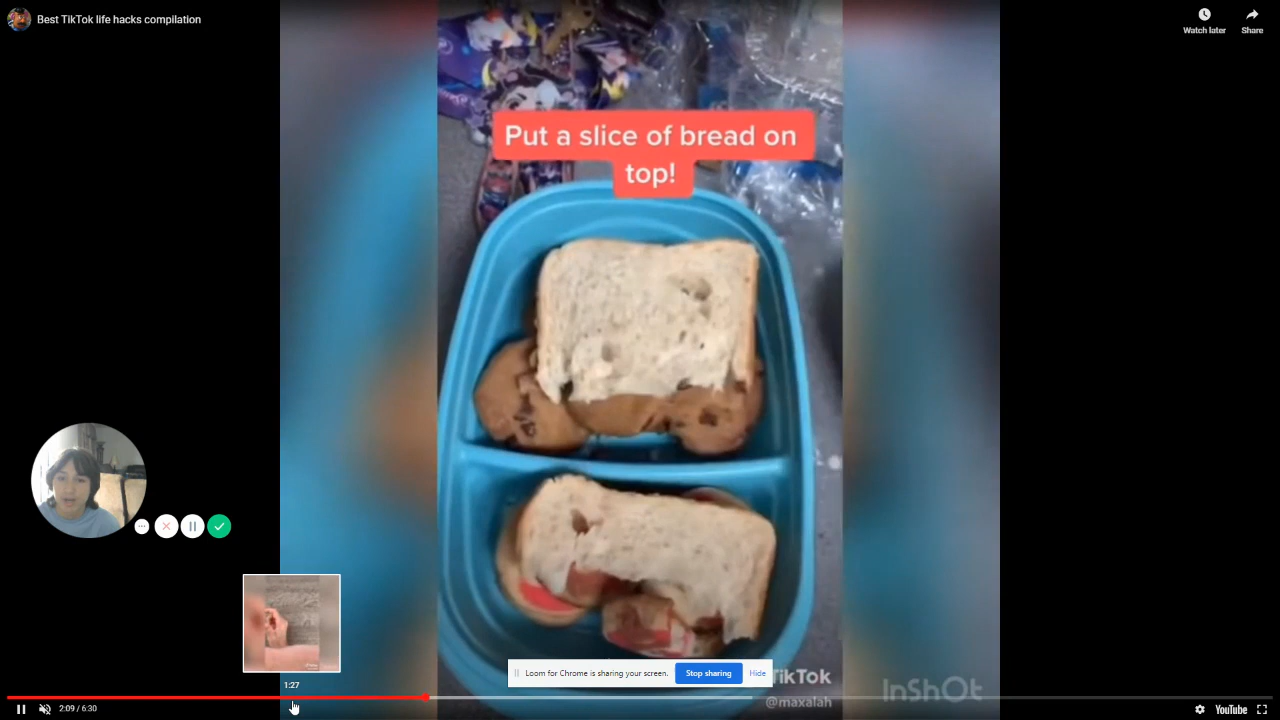 Best TikTok life hacks compilation
Watch later
Share
Put a slice of bread on
top!
Loom for Chrome is sharing your screen.
Stop sharing
Hide
TikTok
@maxalah
InShOt
1:27
2:09 / 6:30
YouTube